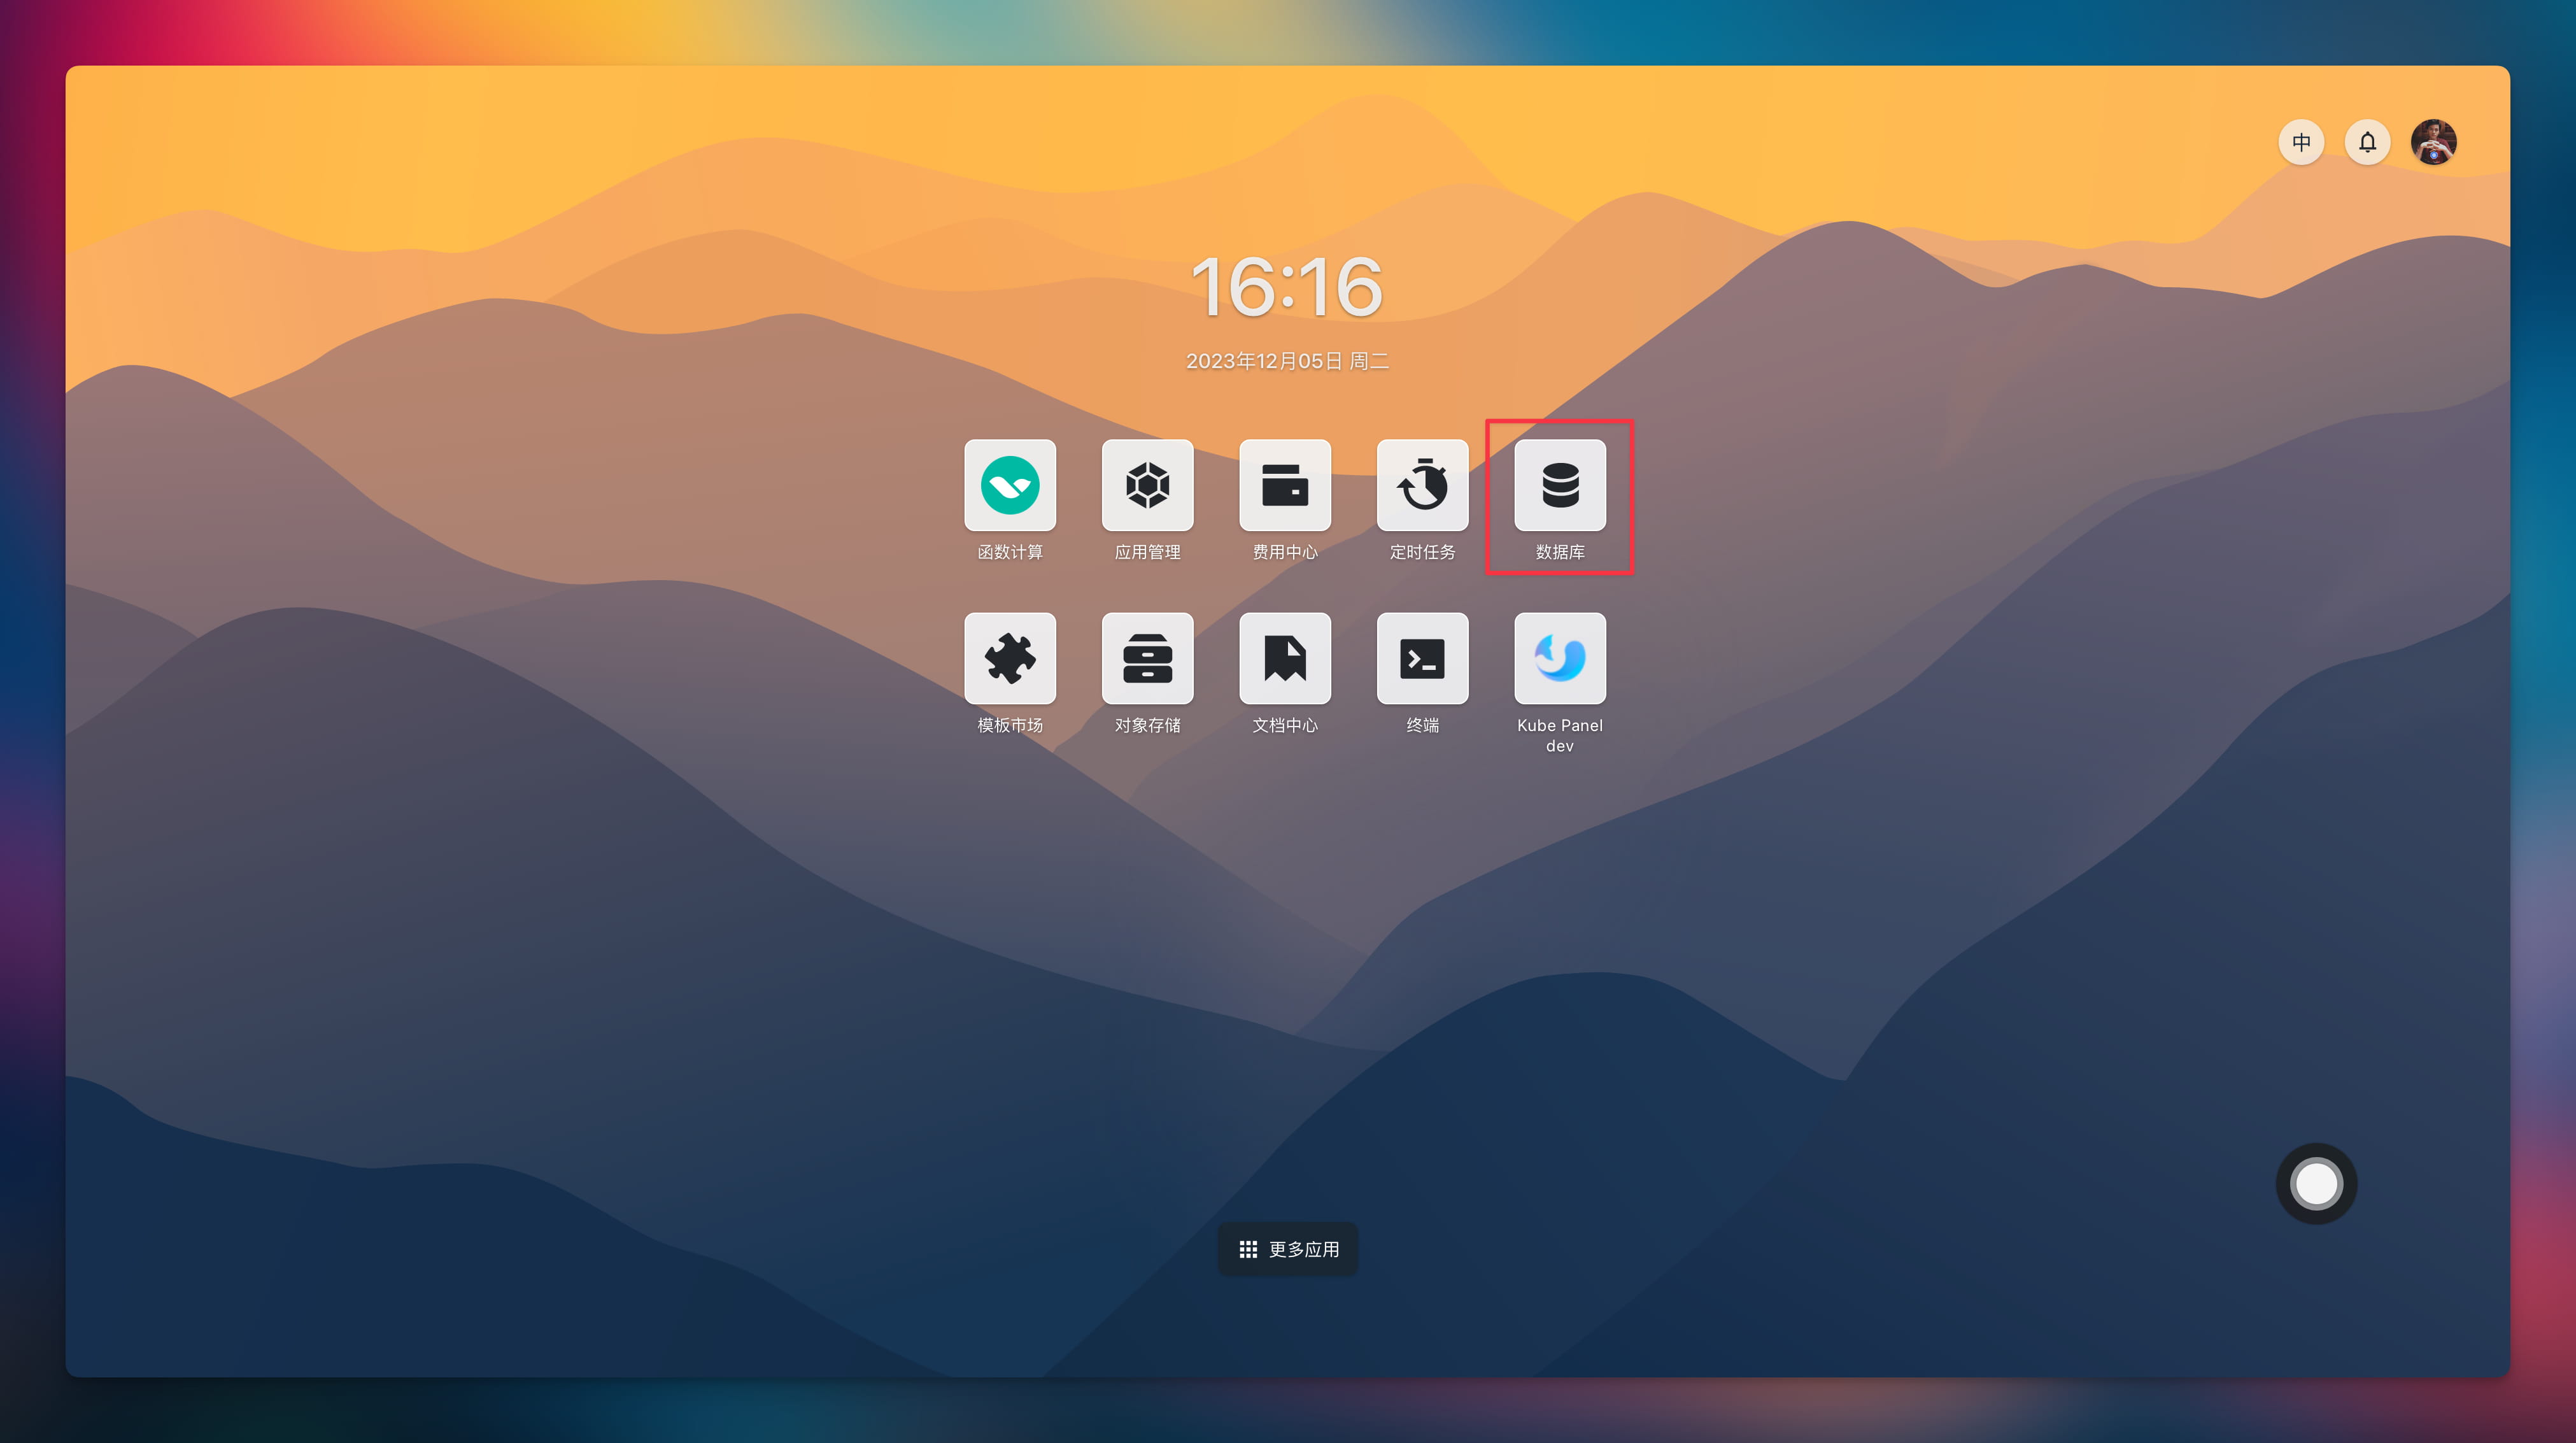 中
16:16
2023年12月05日 周二
函数计算
应用管理
费用中心
定时任务
数据库
模板市场
对象存储
文档中心
终端
Kube Panel
dev
更多应用